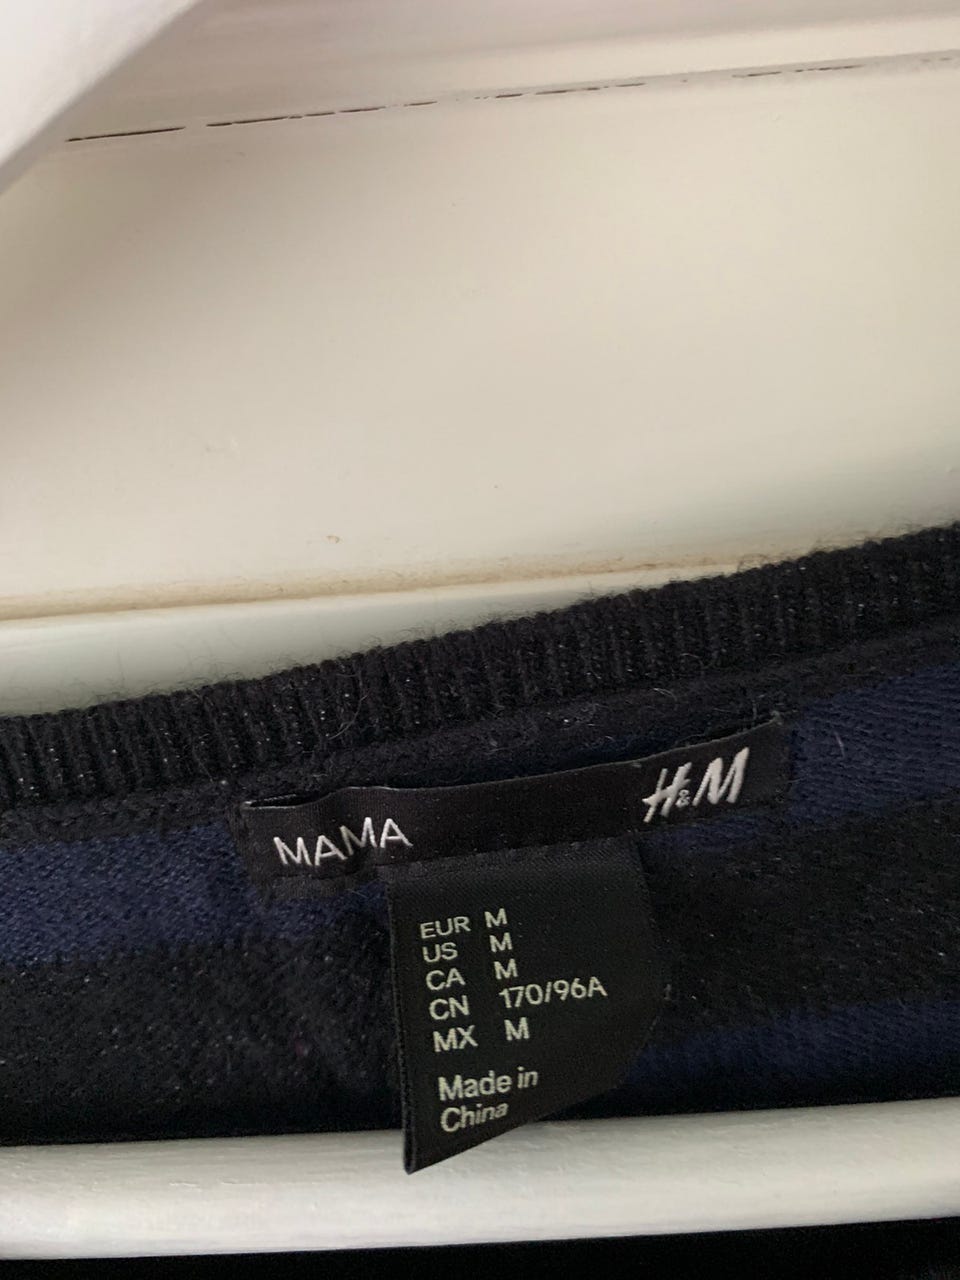 MAMA H&M
EUR M
US M
CA M
CN 170/96A
MX M
Made in
China